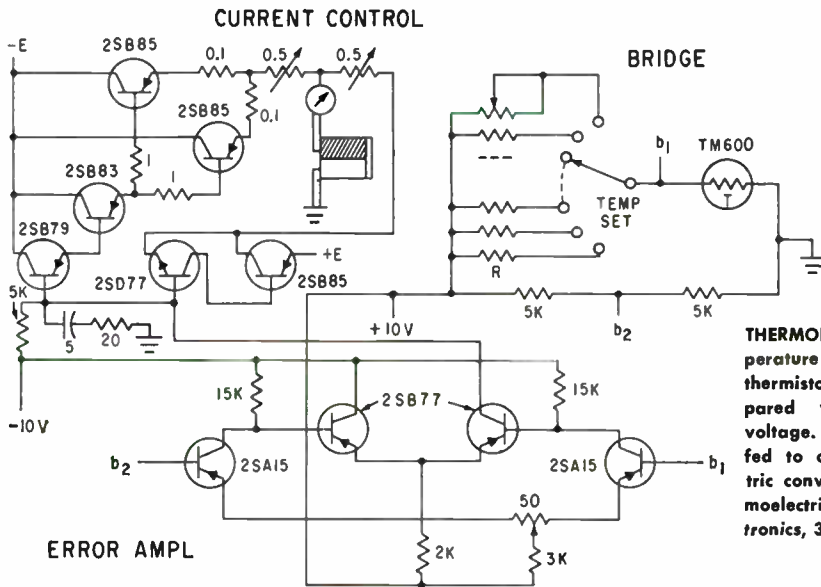 CURRENT CONTROL
-E
2SB85
0.1
0.5
0.5
0.1
2SB85
1
1
2SB83
2SB79
2SD77
2SB85
+E
5K
5
20
-10V
BRIDGE
b1
TM600
T
TEMP
SET
R
5K
5K
+10V
b2
15K
2SB77
15K
b2
2SA15
2SA15
b1
50
2K
3K
ERROR AMPL
THERMO
perature
thermisto
pared
voltage.
fed to
tric conv
moelectri
tronics, 3